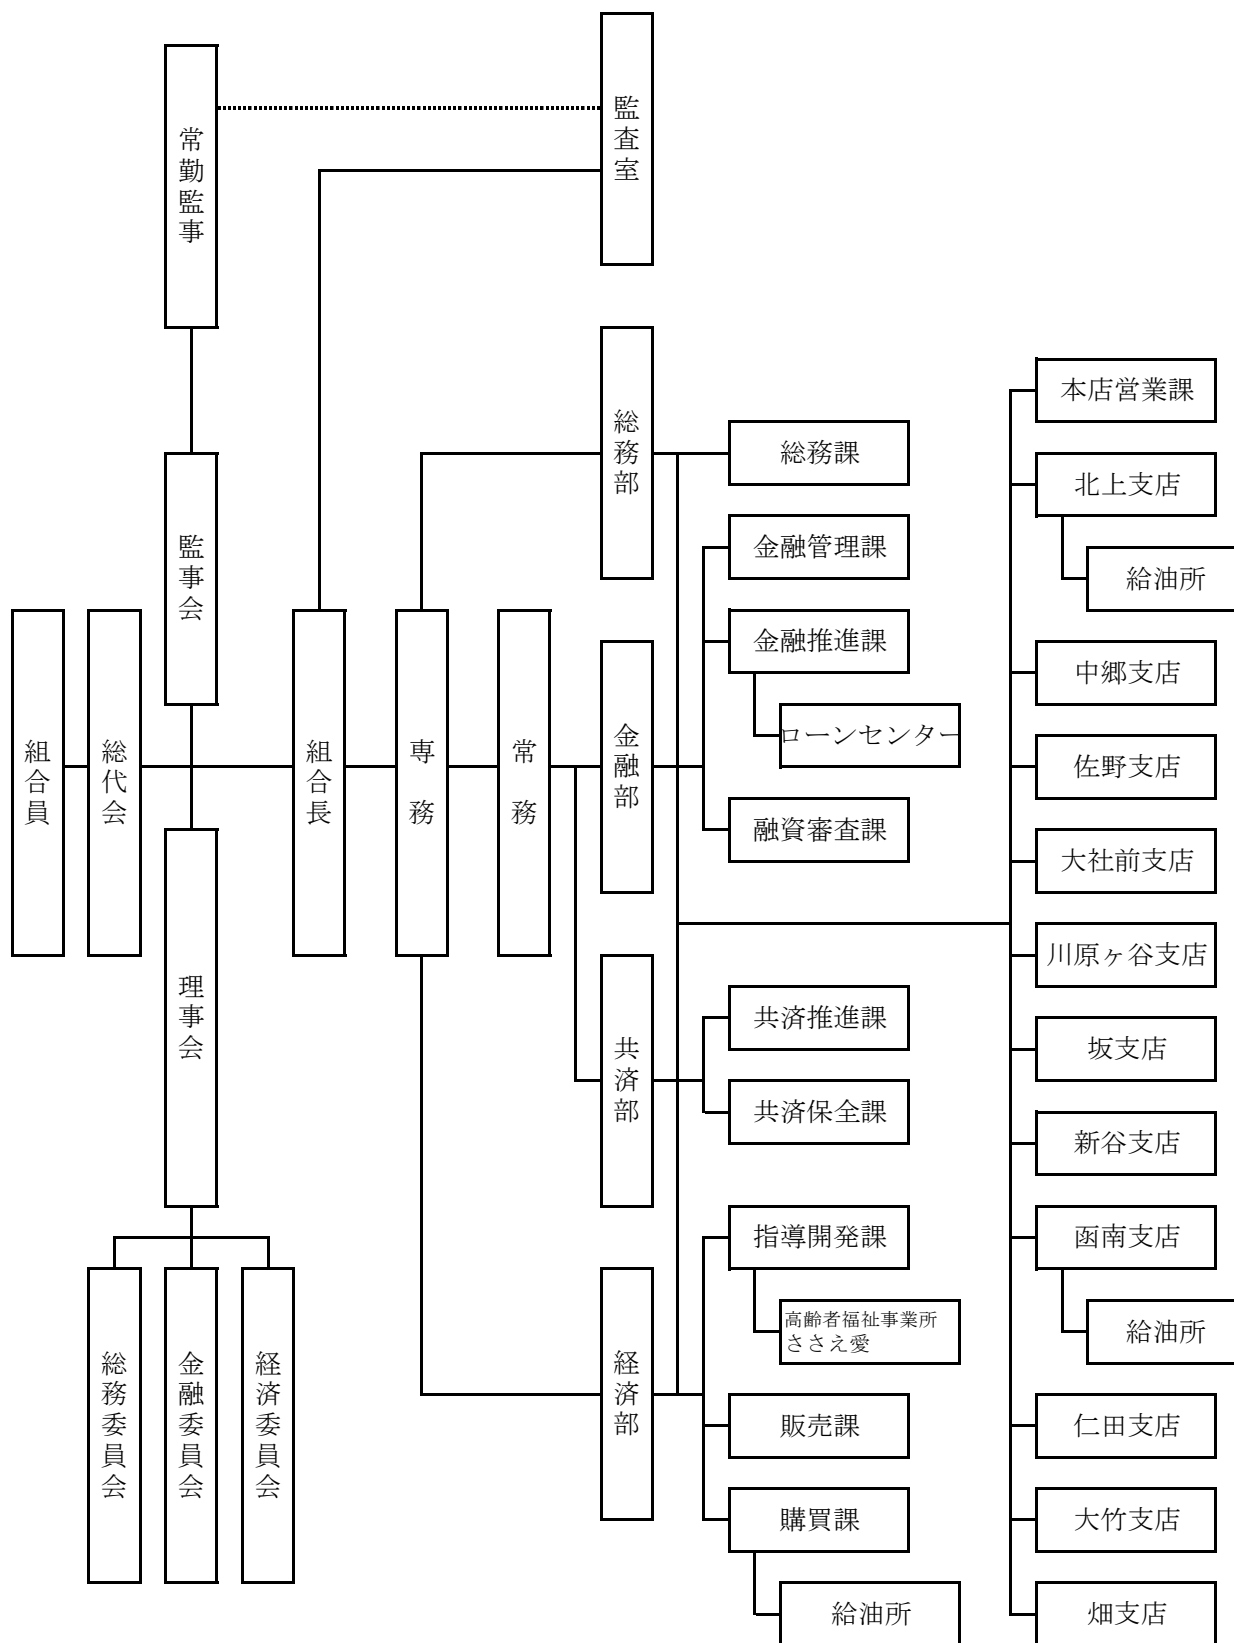 組合員
総代会
常勤監事
監事会
理事会
総務委員会
金融委員会
経済委員会
組合長
専務
常務
監査室
総務部
金融部
共済部
経済部
総務課
金融管理課
金融推進課
ローンセンター
融資審査課
共済推進課
共済保全課
指導開発課
高齢者福祉事業所
ささえ愛
販売課
購買課
給油所
本店営業課
北上支店
給油所
中郷支店
佐野支店
大社前支店
川原ヶ谷支店
坂支店
新谷支店
函南支店
給油所
仁田支店
大竹支店
畑支店